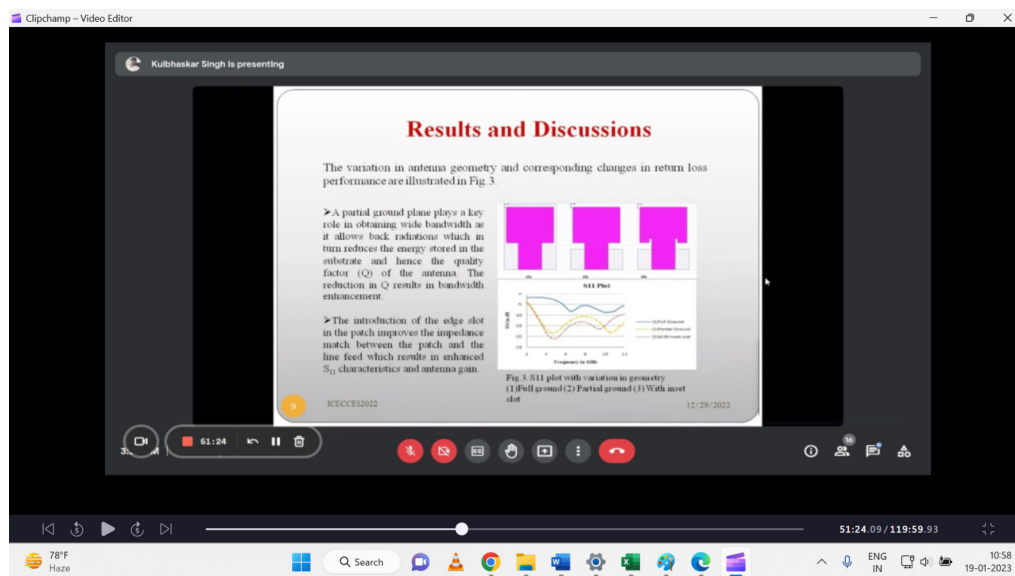 Clipchamp – Video Editor
Kulbhaskar Singh is presenting
Results and Discussions
The variation in antenna geometry and corresponding changes in return loss
performance are illustrated in Fig.3.
➢A partial ground plane plays a key
role in obtaining wide bandwidth as
it allows back radiations which in
turn reduces the energy stored in the
substrate and hence the quality
factor (Q) of the antenna. The
reduction in Q results in bandwidth
enhancement.
➢The introduction of the edge slot
in the patch improves the impedance
match between the patch and the
line feed which results in enhanced
S11 characteristics and antenna gain.
S11 Plot
Frequency in GHz
Fig.3. S11 plot with variation in geometry
(1)Full ground (2) Partial ground (3) With inset
slot
9
ICECCES2022
12/29/2022
51:24
CC
16
5
5
51:24.09 / 119:59.93
78°F
Haze
Search
ENG
IN
10:58
19-01-2023